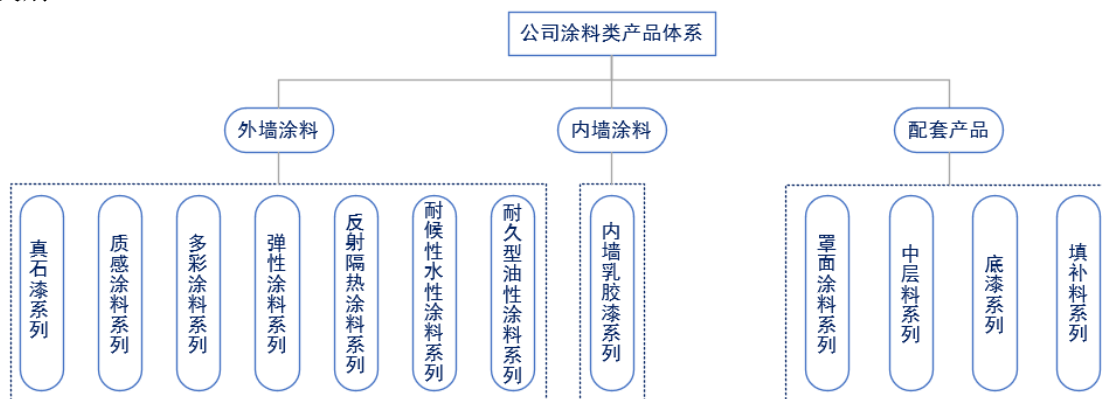 公司涂料类产品体系
外墙涂料
内墙涂料
配套产品
真石漆系列
质感涂料系列
多彩涂料系列
弹性涂料系列
反射隔热涂料系列
耐候性水性涂料系列
耐久型油性涂料系列
内墙乳胶漆系列
罩面涂料系列
中层料系列
底漆系列
填补料系列